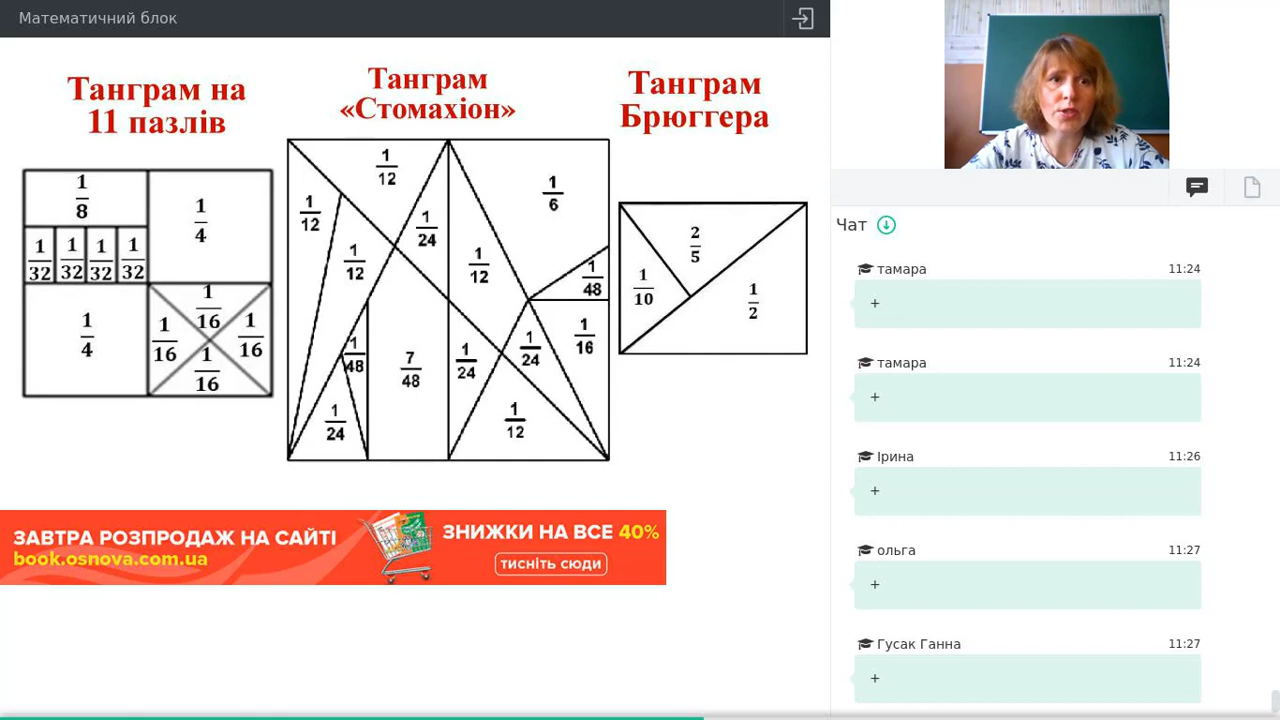 Математичний блок
Танграм на
11 пазлів
Танграм
«Стомахіон»
Танграм
Брюггера
1/8
1/4
1/32
1/32
1/32
1/32
1/4
1/16
1/16
1/16
1/16
1/12
1/12
1/12
1/24
1/6
1/12
1/48
1/16
1/48
7/48
1/24
1/24
1/24
1/12
2/5
1/10
1/2
ЗАВТРА РОЗПРОДАЖ НА САЙТІ
book.osnova.com.ua
ЗНИЖКИ НА ВСЕ 40%
тисніть сюди
Чат
тамара 11:24
+
тамара 11:24
+
Ірина 11:26
+
ольга 11:27
+
Гусак Ганна 11:27
+